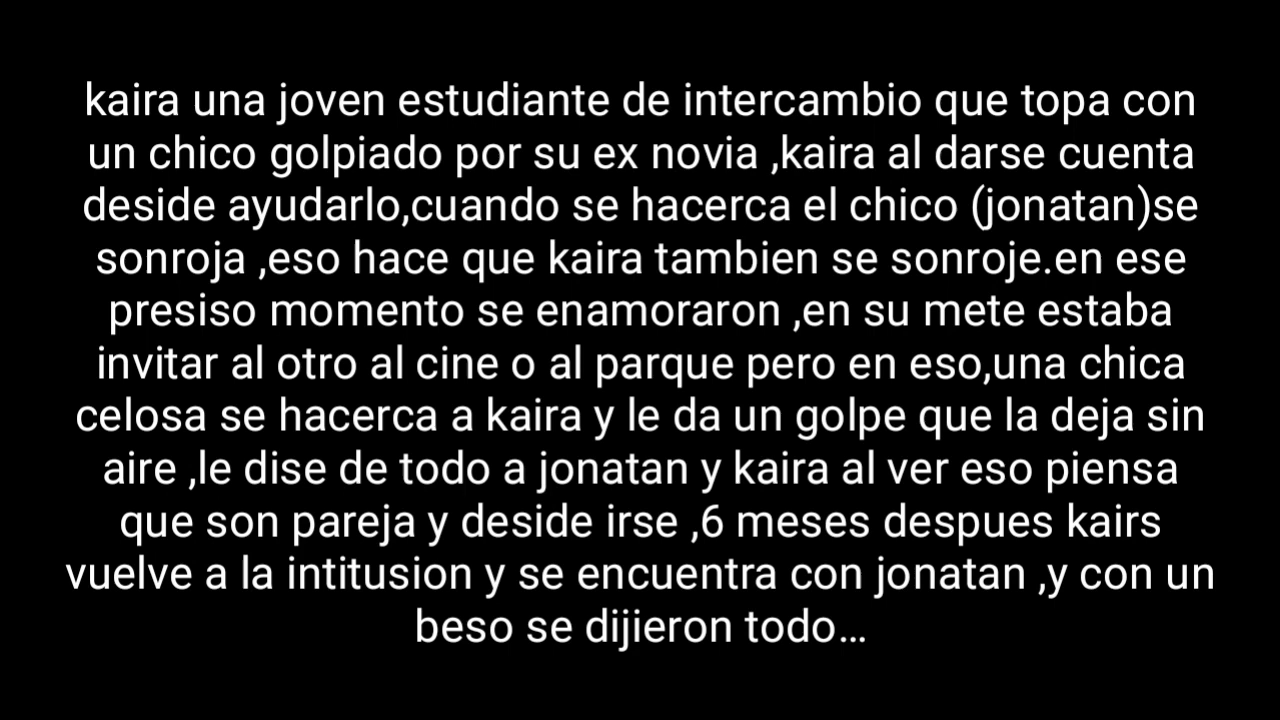 kaira una joven estudiante de intercambio que topa con
un chico golpiado por su ex novia ,kaira al darse cuenta
deside ayudarlo,cuando se hacerca el chico (jonatan)se
sonroja ,eso hace que kaira tambien se sonroje.en ese
presiso momento se enamoraron ,en su mete estaba
invitar al otro al cine o al parque pero en eso,una chica
celosa se hacerca a kaira y le da un golpe que la deja sin
aire ,le dise de todo a jonatan y kaira al ver eso piensa
que son pareja y deside irse ,6 meses despues kairs
vuelve a la intitusion y se encuentra con jonatan ,y con un
beso se dijieron todo...